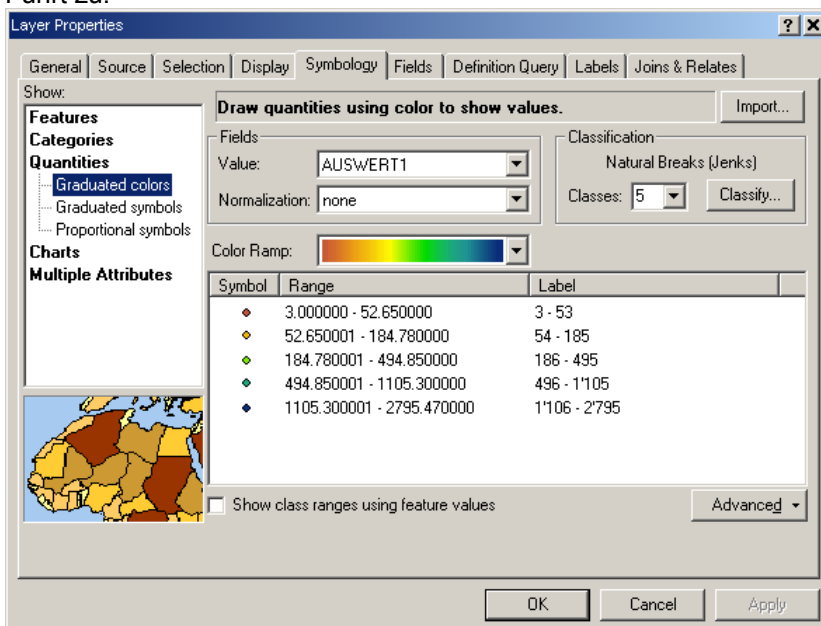 Layer Properties
General Source Selection Display Symbology Fields Definition Query Labels Joins & Relates
Show:
Features
Categories
Quantities
Graduated colors
Graduated symbols
Proportional symbols
Charts
Multiple Attributes
Draw quantities using color to show values.
Import...
Fields
Value: AUSWERT1
Normalization: none
Classification
Natural Breaks (Jenks)
Classes: 5 Classify...
Color Ramp:
Symbol Range Label
3.000000 - 52.650000 3 - 53
52.650001 - 184.780000 54 - 185
184.780001 - 494.850000 186 - 495
494.850001 - 1105.300000 496 - 1'105
1105.300001 - 2795.470000 1'106 - 2'795
Show class ranges using feature values
Advanced
OK Cancel Apply